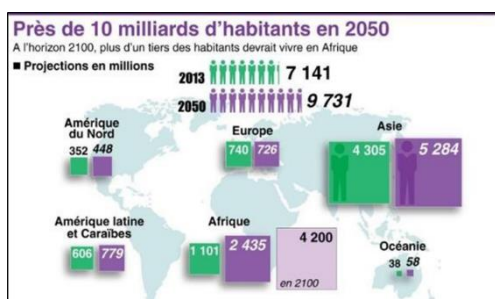 Près de 10 milliards d'habitants en 2050
A l'horizon 2100, plus d'un tiers des habitants devrait vivre en Afrique
■ Projections en millions
2013 7 141
2050 9 731
Amérique
du Nord
352 448
Europe
740 726
Asie
4 305 5 284
Amérique latine
et Caraïbes
606 779
Afrique
1 101 2 435 4 200
en 2100
Océanie
38 58